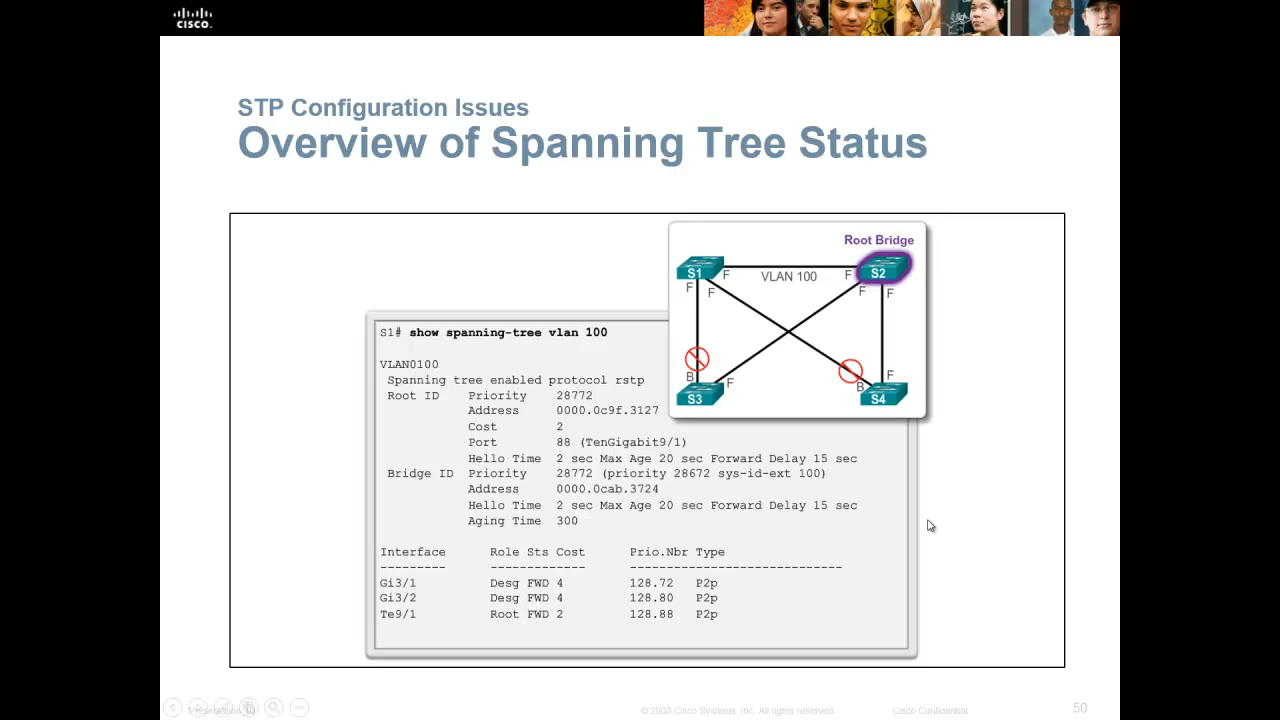 CISCO.
STP Configuration Issues
Overview of Spanning Tree Status
Root Bridge
S1 F VLAN 100 F S2
F F F F
B F F B
S3 S4
S1# show spanning-tree vlan 100
VLAN0100
Spanning tree enabled protocol rstp
Root ID Priority 28772
Address 0000.0c9f.3127
Cost 2
Port 88 (TenGigabit9/1)
Hello Time 2 sec Max Age 20 sec Forward Delay 15 sec
Bridge ID Priority 28772 (priority 28672 sys-id-ext 100)
Address 0000.0cab.3724
Hello Time 2 sec Max Age 20 sec Forward Delay 15 sec
Aging Time 300
Interface Role Sts Cost Prio.Nbr Type
--------- ------------- -----------------------------
Gi3/1 Desg FWD 4 128.72 P2p
Gi3/2 Desg FWD 4 128.80 P2p
Te9/1 Root FWD 2 128.88 P2p
© 2008 Cisco Systems, Inc. All rights reserved.
Cisco Confidential
50